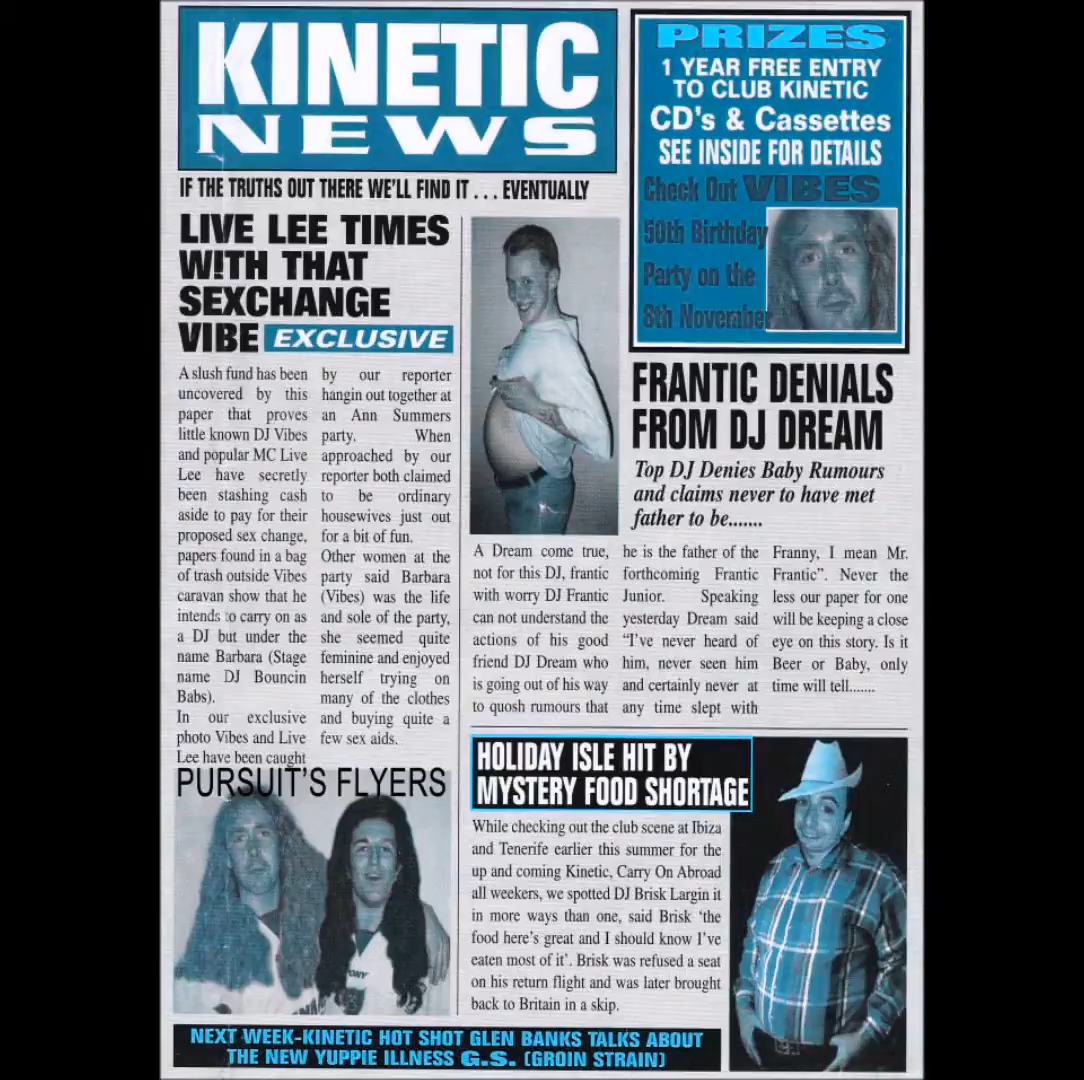 KINETIC
NEWS
IF THE TRUTHS OUT THERE WE'LL FIND IT . . . EVENTUALLY
PRIZES
1 YEAR FREE ENTRY
TO CLUB KINETIC
CD's & Cassettes
SEE INSIDE FOR DETAILS
Check Out VIBES
50th Birthday
Party on the
8th November
LIVE LEE TIMES
W!TH THAT
SEXCHANGE
VIBE EXCLUSIVE
A slush fund has been
uncovered by this
paper that proves
little known DJ Vibes
and popular MC Live
Lee have secretly
been stashing cash
aside to pay for their
proposed sex change,
papers found in a bag
of trash outside Vibes
caravan show that he
intends to carry on as
a DJ but under the
name Barbara (Stage
name DJ Bouncin
Babs).
In our exclusive
photo Vibes and Live
Lee have been caught
by our reporter
hangin out together at
an Ann Summers
party. When
approached by our
reporter both claimed
to be ordinary
housewives just out
for a bit of fun.
Other women at the
party said Barbara
(Vibes) was the life
and sole of the party,
she seemed quite
feminine and enjoyed
herself trying on
many of the clothes
and buying quite a
few sex aids.
PURSUIT'S FLYERS
FRANTIC DENIALS
FROM DJ DREAM
Top DJ Denies Baby Rumours
and claims never to have met
father to be.......
A Dream come true,
not for this DJ, frantic
with worry DJ Frantic
can not understand the
actions of his good
friend DJ Dream who
is going out of his way
to quosh rumours that
he is the father of the
forthcoming Frantic
Junior. Speaking
yesterday Dream said
“I've never heard of
him, never seen him
and certainly never at
any time slept with
Franny, I mean Mr.
Frantic”. Never the
less our paper for one
will be keeping a close
eye on this story. Is it
Beer or Baby, only
time will tell.......
HOLIDAY ISLE HIT BY
MYSTERY FOOD SHORTAGE
While checking out the club scene at Ibiza
and Tenerife earlier this summer for the
up and coming Kinetic, Carry On Abroad
all weekers, we spotted DJ Brisk Largin it
in more ways than one, said Brisk ‘the
food here's great and I should know I've
eaten most of it’. Brisk was refused a seat
on his return flight and was later brought
back to Britain in a skip.
NEXT WEEK-KINETIC HOT SHOT GLEN BANKS TALKS ABOUT
THE NEW YUPPIE ILLNESS G.S. (GROIN STRAIN)